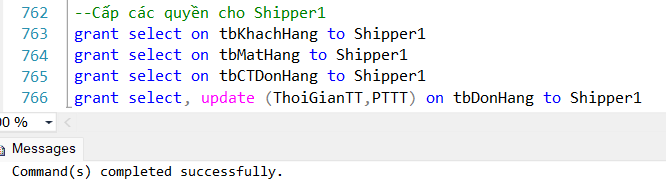 762 --Cấp các quyền cho Shipper1
763 grant select on tbKhachHang to Shipper1
764 grant select on tbMatHang to Shipper1
765 grant select on tbCTDonHang to Shipper1
766 grant select, update (ThoiGianTT,PTTT) on tbDonHang to Shipper1
00 %
Messages
Command(s) completed successfully.